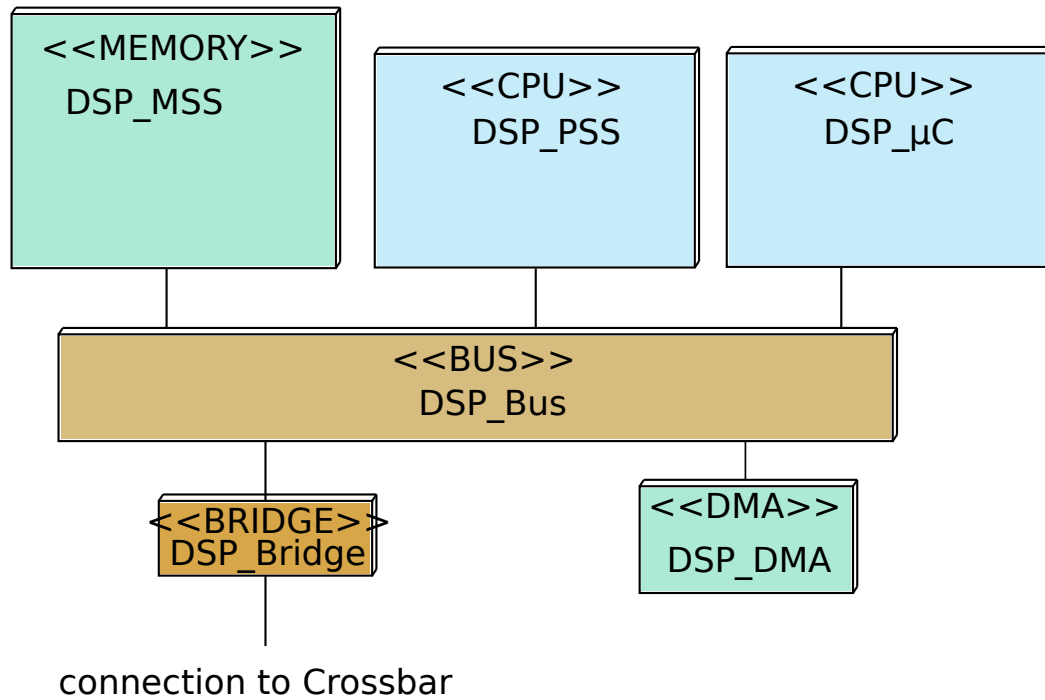 <<MEMORY>>
DSP_MSS
<<CPU>>
DSP_PSS
<<CPU>>
DSP_µC
<<BUS>>
DSP_Bus
<<BRIDGE>>
DSP_Bridge
<<DMA>>
DSP_DMA
connection to Crossbar